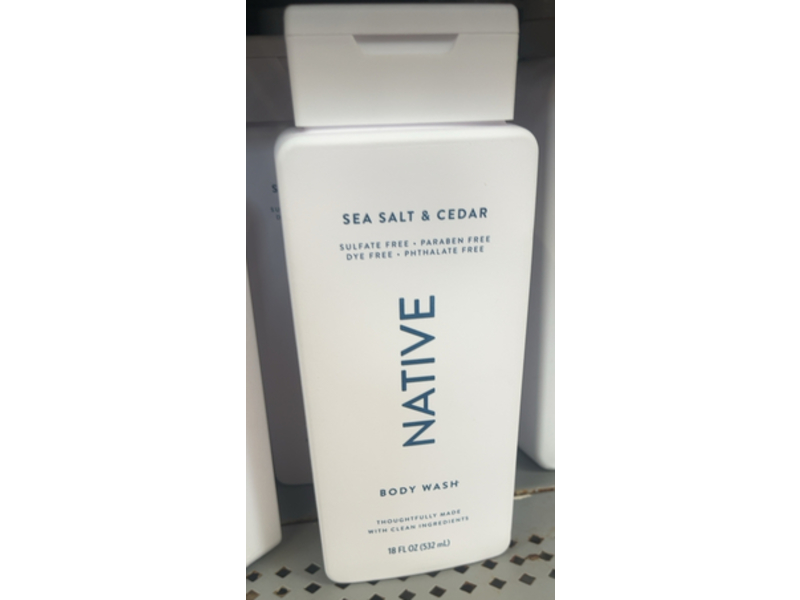 SEA SALT & CEDAR
SULFATE FREE • PARABEN FREE
DYE FREE • PHTHALATE FREE
NATIVE
BODY WASH
THOUGHTFULLY MADE
WITH CLEAN INGREDIENTS
18 FL OZ (532 mL)